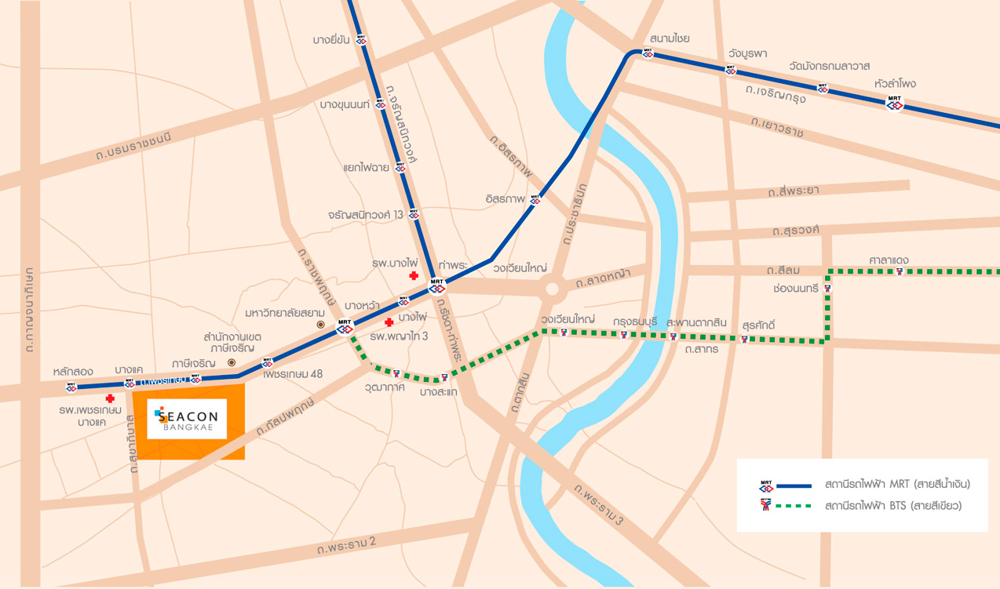 บางยี่ขัน
สนามไชย
วังบูรพา
วัดมังกรกมลาวาส
หัวลำโพง
MRT
ถ.เจริญกรุง
บางขุนนนท์
ถ.จรัญสนิทวงศ์
ถ.เยาวราช
ถ.บรมราชชนนี
ถ.อิสรภาพ
แยกไฟฉาย
ถ.สี่พระยา
อิสรภาพ
ถ.ประชาธิปก
จรัญสนิทวงศ์ 13
ถ.สุรวงศ์
ถ.กาญจนาภิเษก
ถ.ราชพฤกษ์
รพ.บางไผ่
ท่าพระ
วงเวียนใหญ่
ถ.ลาดหญ้า
ถ.สีลม
ศาลาแดง
MRT
ช่องนนทรี
มหาวิทยาลัยสยาม
บางหว้า
บางไผ่
MRT
รพ.พญาไท 3
ถ.รัชดา-ท่าพระ
วงเวียนใหญ่
กรุงธนบุรี
สะพานตากสิน
สุรศักดิ์
ถ.สาทร
สำนักงานเขต
ภาษีเจริญ
ภาษีเจริญ
หลักสอง
บางแค
ถ.เพชรเกษม
เพชรเกษม 48
วุฒากาศ
บางสะแก
ถ.ตากสิน
รพ.เพชรเกษม
บางแค
ถ.สุขาภิบาล
SEACON
BANGKAE
ถ.กัลปพฤกษ์
ถ.พระราม 3
ถ.พระราม 2
MRT
สถานีรถไฟฟ้า MRT (สายสีน้ำเงิน)
สถานีรถไฟฟ้า BTS (สายสีเขียว)